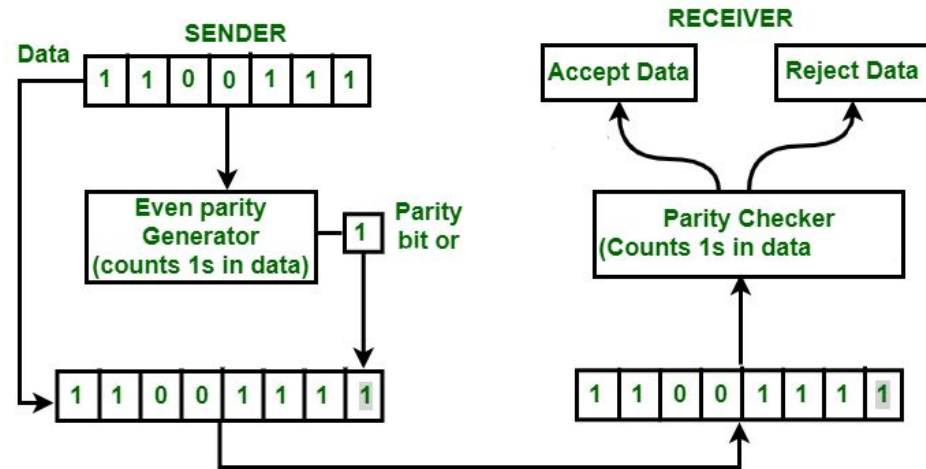 SENDER
Data
1 1 0 0 1 1 1
Even parity
Generator
(counts 1s in data)
1
Parity
bit or
1 1 0 0 1 1 1 1
RECEIVER
Accept Data
Reject Data
Parity Checker
(Counts 1s in data
1 1 0 0 1 1 1 1